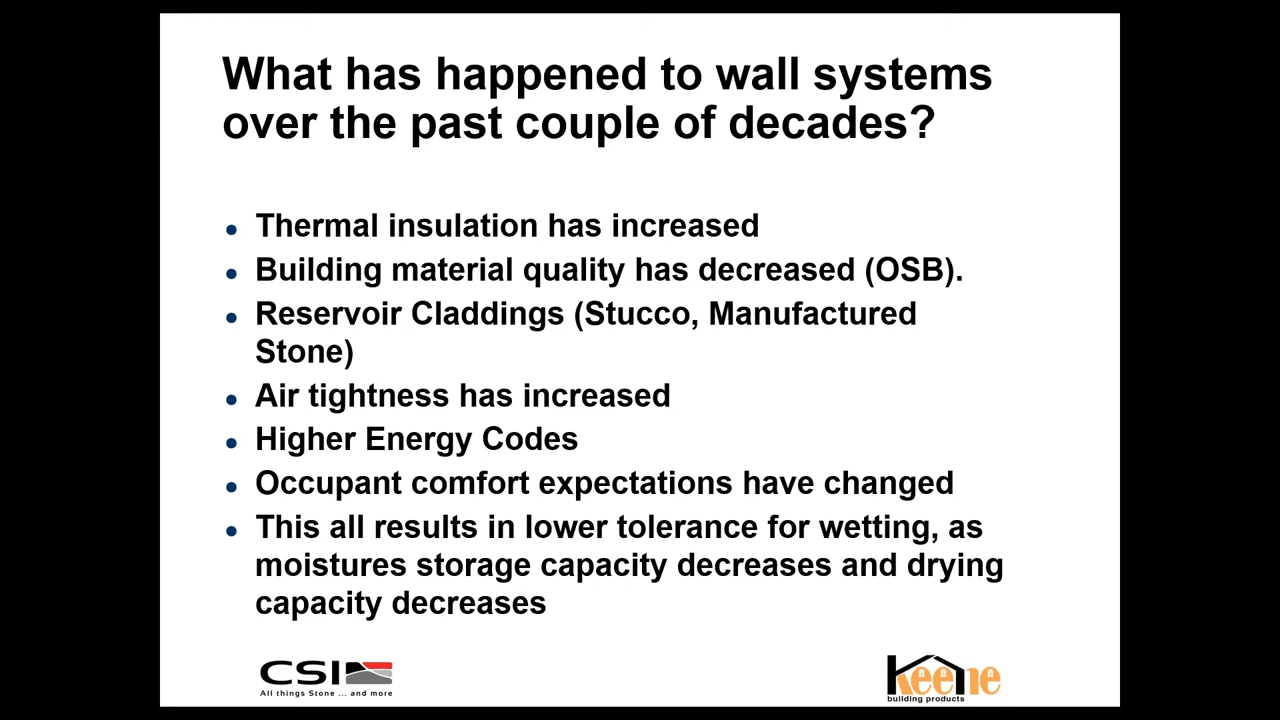 What has happened to wall systems
over the past couple of decades?
• Thermal insulation has increased
• Building material quality has decreased (OSB).
• Reservoir Claddings (Stucco, Manufactured
Stone)
• Air tightness has increased
• Higher Energy Codes
• Occupant comfort expectations have changed
• This all results in lower tolerance for wetting, as
moistures storage capacity decreases and drying
capacity decreases
CSI
All things Stone ... and more
keene
building products